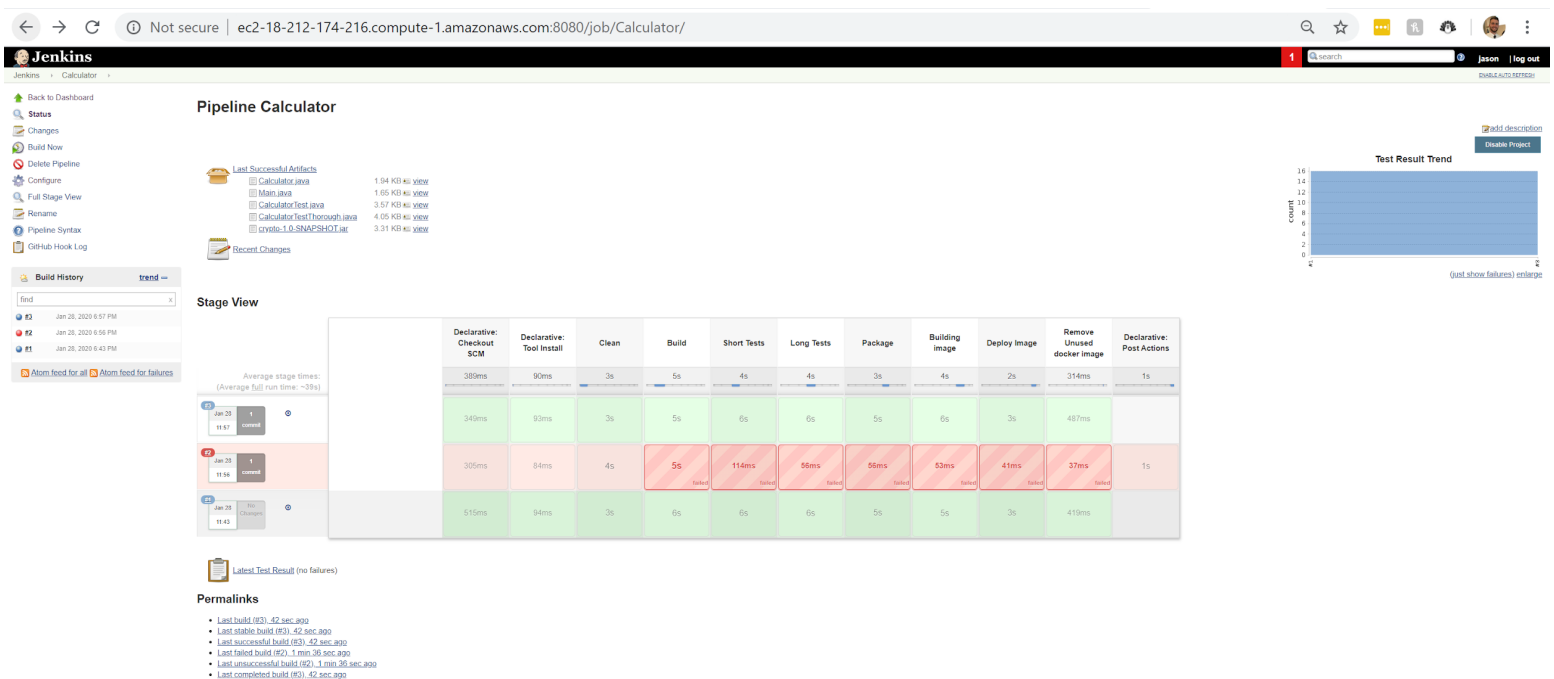 Not secure | ec2-18-212-174-216.compute-1.amazonaws.com:8080/job/Calculator/
Jenkins
1
search
jason | log out
Jenkins › Calculator ›
ENABLE AUTO REFRESH
Back to Dashboard
Status
Changes
Build Now
Delete Pipeline
Configure
Full Stage View
Rename
Pipeline Syntax
GitHub Hook Log
Build History trend —
find x
#3 Jan 28, 2020 6:57 PM
#2 Jan 28, 2020 6:56 PM
#1 Jan 28, 2020 6:43 PM
Atom feed for all Atom feed for failures
Pipeline Calculator
add description
Disable Project
Last Successful Artifacts
Calculator.java 1.94 KB view
Main.java 1.65 KB view
CalculatorTest.java 3.57 KB view
CalculatorTestThorough.java 4.05 KB view
crypto-1.0-SNAPSHOT.jar 3.31 KB view
Recent Changes
Test Result Trend
count
16
14
12
10
8
6
4
2
0
#1
#3
(just show failures) enlarge
Stage View
Declarative: Checkout SCM
Declarative: Tool Install
Clean
Build
Short Tests
Long Tests
Package
Building image
Deploy Image
Remove Unused docker image
Declarative: Post Actions
Average stage times:
(Average full run time: ~39s)
389ms 90ms 3s 5s 4s 4s 3s 4s 2s 314ms 1s
#3
Jan 28 11:57
1 commit
349ms 93ms 3s 5s 6s 6s 5s 6s 3s 487ms
#2
Jan 28 11:56
1 commit
305ms 84ms 4s 5s 114ms 56ms 56ms 53ms 41ms 37ms 1s
failed failed failed failed failed failed failed
#1
Jan 28 11:43
No Changes
515ms 94ms 3s 6s 6s 6s 5s 5s 3s 419ms
Latest Test Result (no failures)
Permalinks
Last build (#3), 42 sec ago
Last stable build (#3), 42 sec ago
Last successful build (#3), 42 sec ago
Last failed build (#2), 1 min 36 sec ago
Last unsuccessful build (#2), 1 min 36 sec ago
Last completed build (#3), 42 sec ago